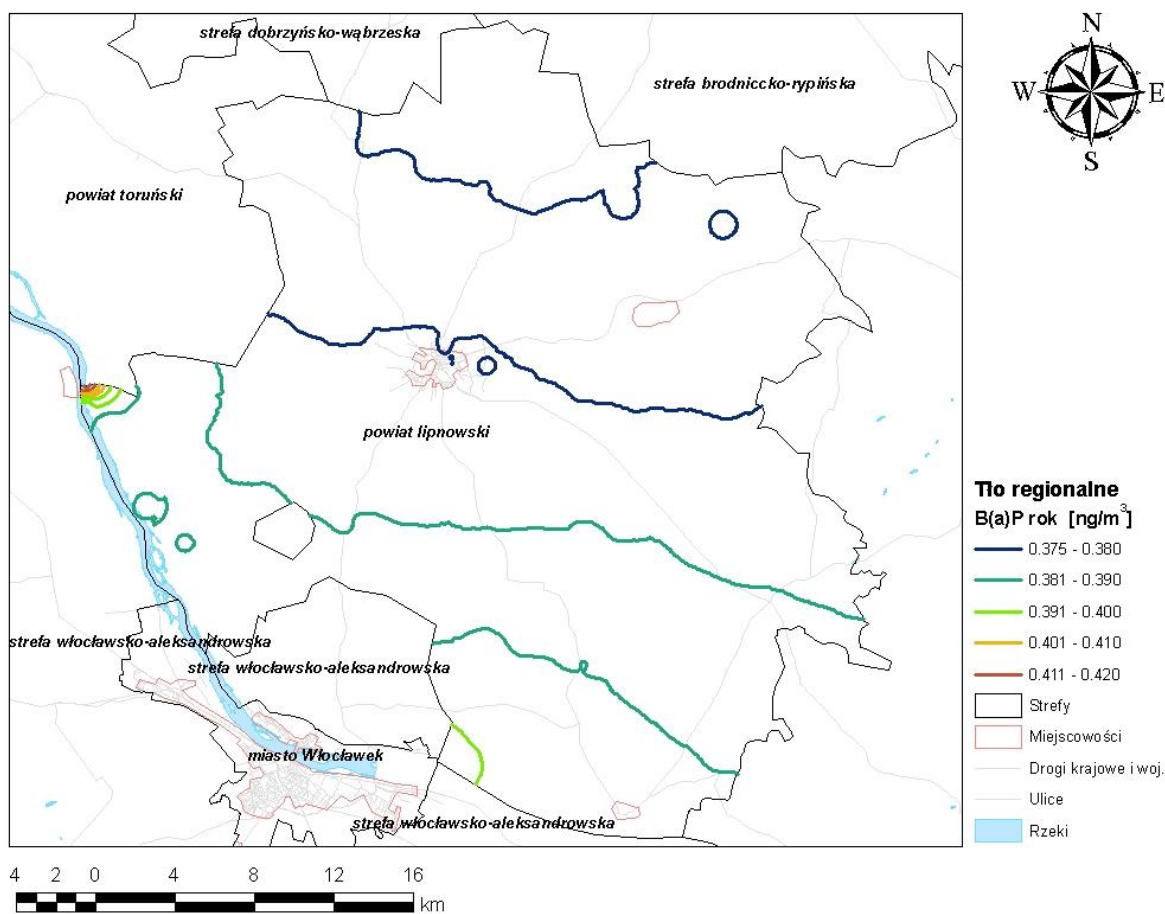 strefa dobrzyńsko-wąbrzeska
strefa brodniccko-rypińska
N
W E
S
powiat toruński
powiat lipnowski
strefa włocławsko-aleksandrowska
strefa włocławsko-aleksandrowska
miasto Włocławek
strefa włocławsko-aleksandrowska
Tło regionalne
B(a)P rok [ng/m³]
0.375 - 0.380
0.381 - 0.390
0.391 - 0.400
0.401 - 0.410
0.411 - 0.420
Strefy
Miejscowości
Drogi krajowe i woj.
Ulice
Rzeki
4 2 0 4 8 12 16
km